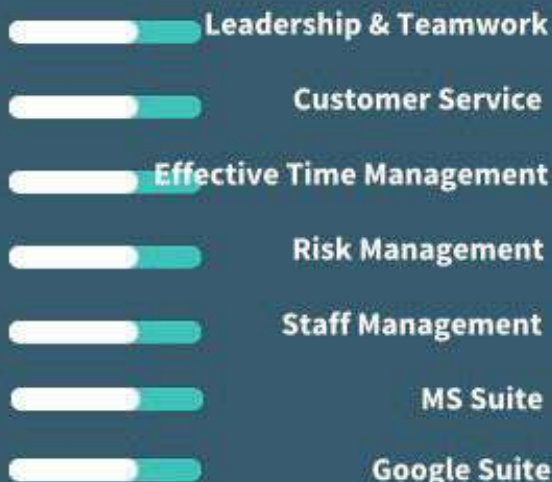 Leadership & Teamwork
Customer Service
Effective Time Management
Risk Management
Staff Management
MS Suite
Google Suite